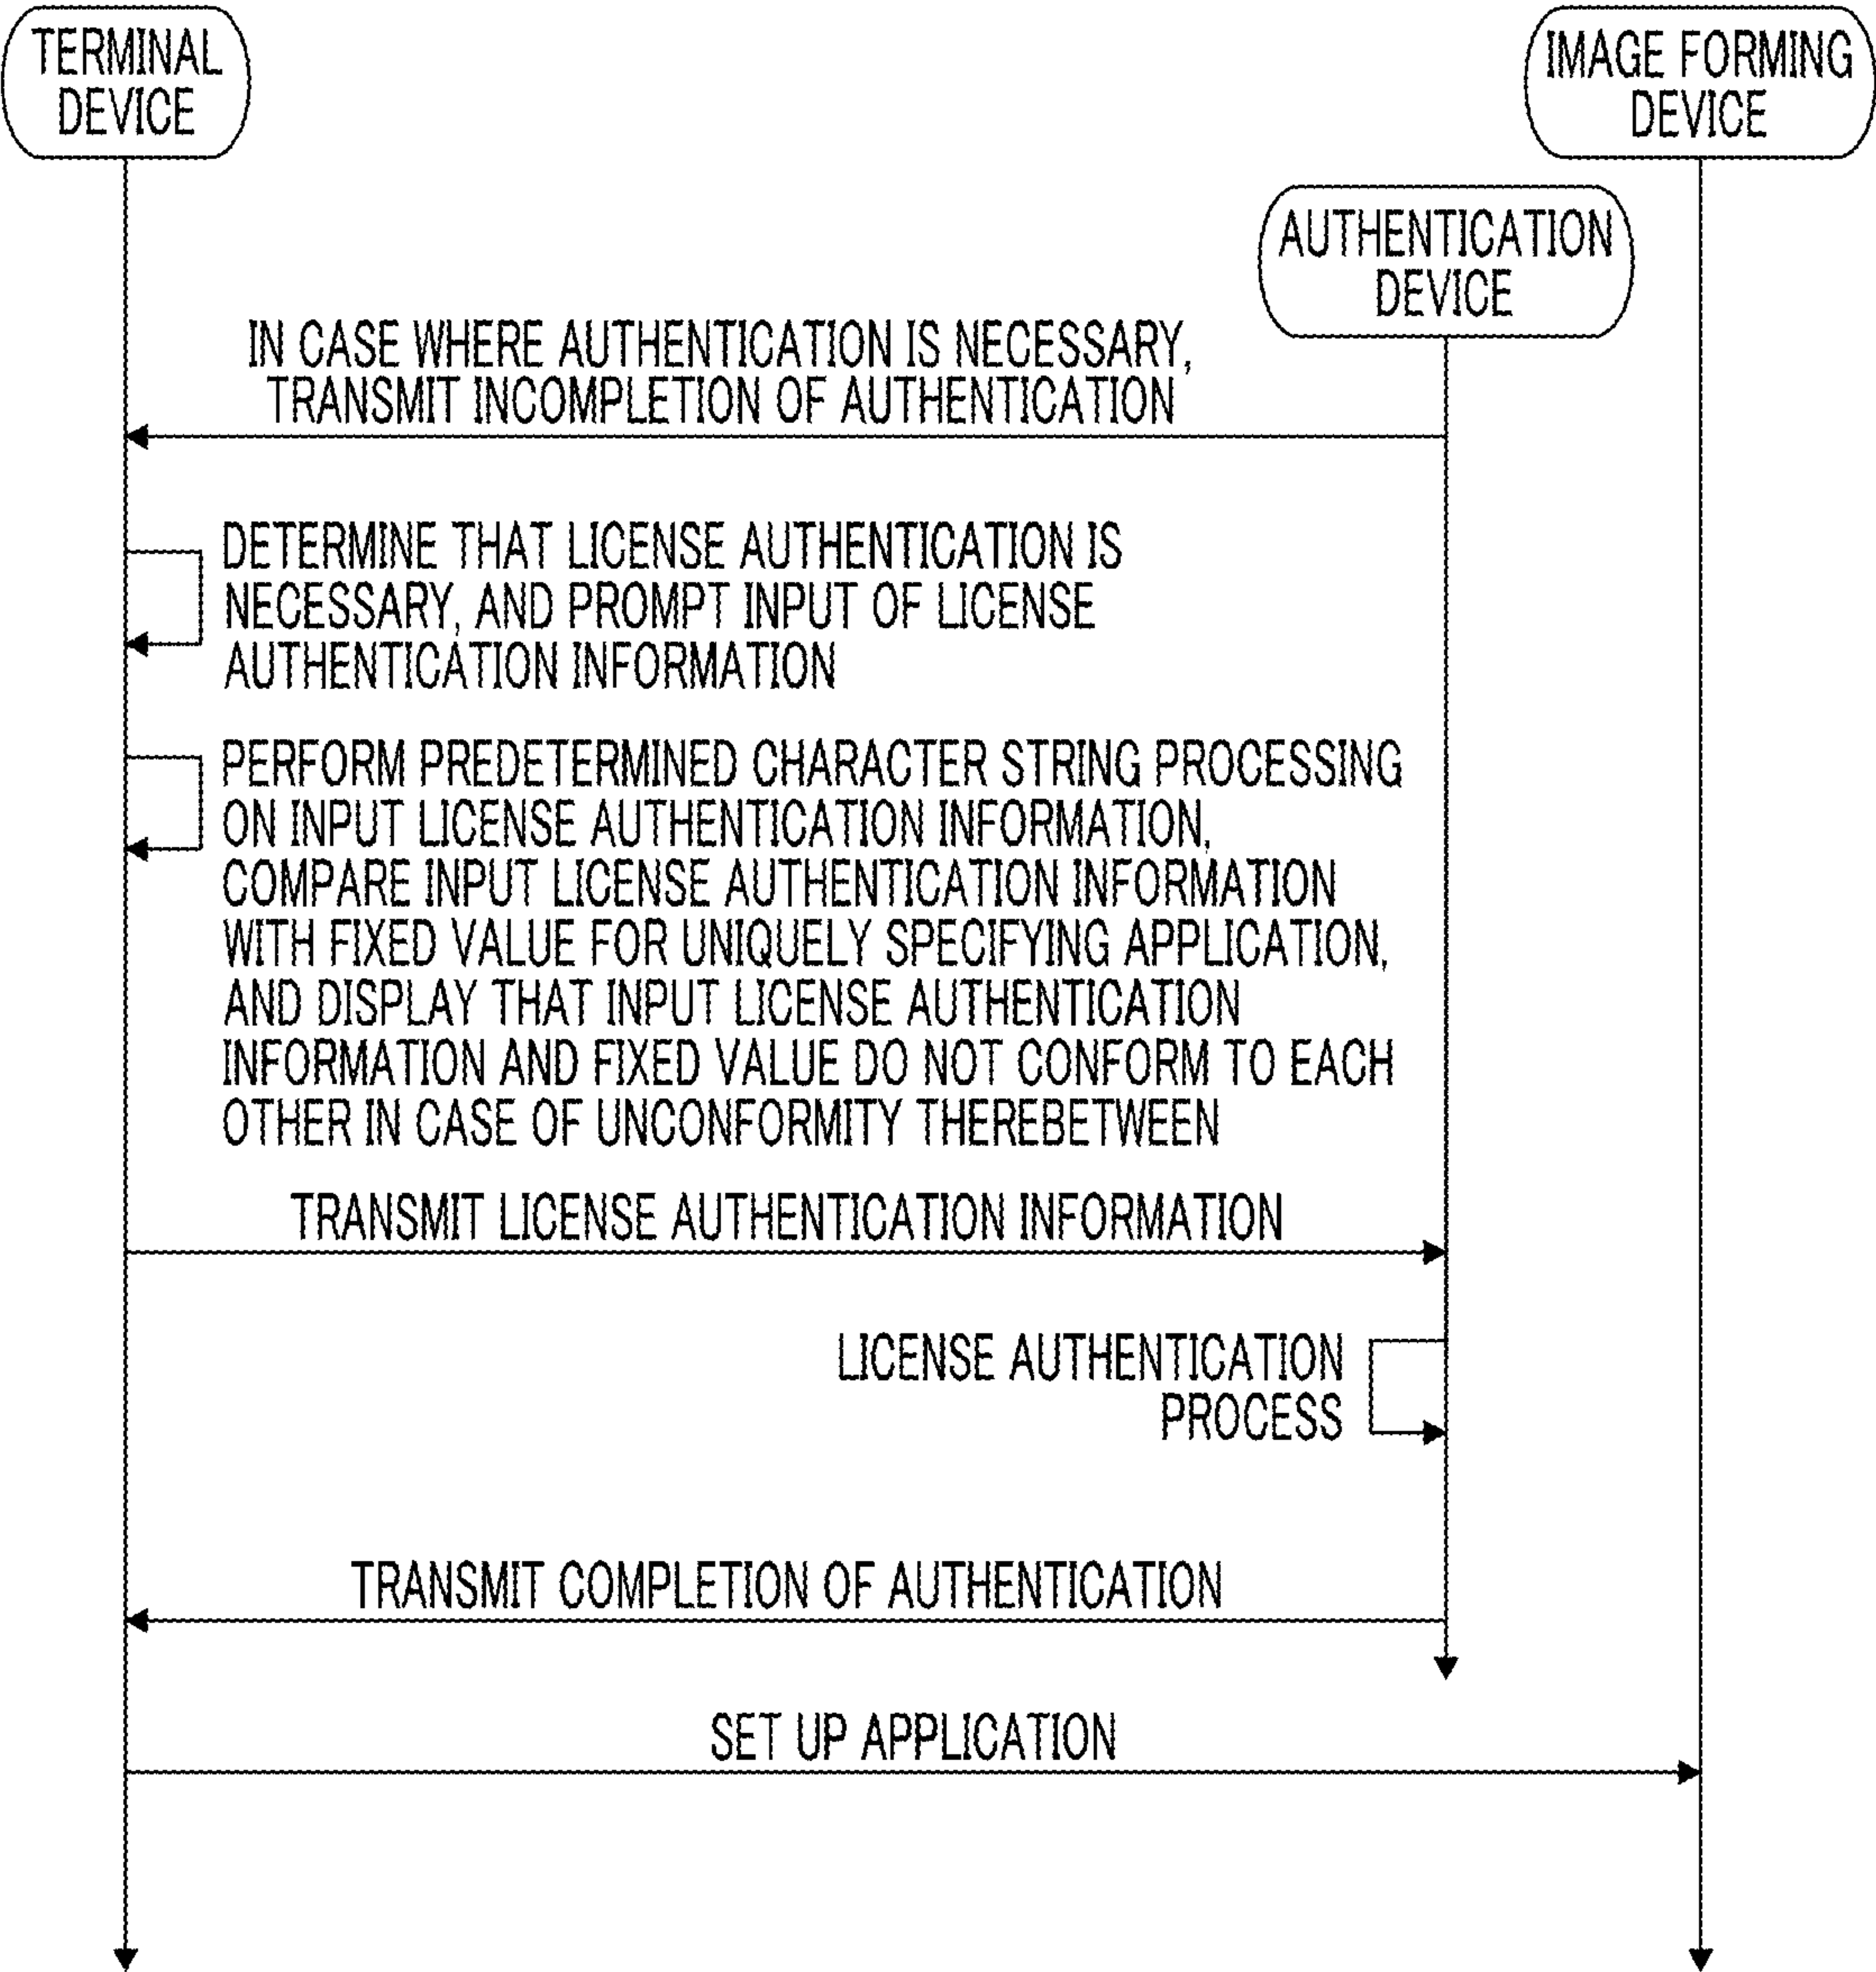 TERMINAL
DEVICE
IMAGE FORMING
DEVICE
AUTHENTICATION
DEVICE
IN CASE WHERE AUTHENTICATION IS NECESSARY,
TRANSMIT INCOMPLETION OF AUTHENTICATION
DETERMINE THAT LICENSE AUTHENTICATION IS
NECESSARY, AND PROMPT INPUT OF LICENSE
AUTHENTICATION INFORMATION
PERFORM PREDETERMINED CHARACTER STRING PROCESSING
ON INPUT LICENSE AUTHENTICATION INFORMATION,
COMPARE INPUT LICENSE AUTHENTICATION INFORMATION
WITH FIXED VALUE FOR UNIQUELY SPECIFYING APPLICATION,
AND DISPLAY THAT INPUT LICENSE AUTHENTICATION
INFORMATION AND FIXED VALUE DO NOT CONFORM TO EACH
OTHER IN CASE OF UNCONFORMITY THEREBETWEEN
TRANSMIT LICENSE AUTHENTICATION INFORMATION
LICENSE AUTHENTICATION
PROCESS
TRANSMIT COMPLETION OF AUTHENTICATION
SET UP APPLICATION